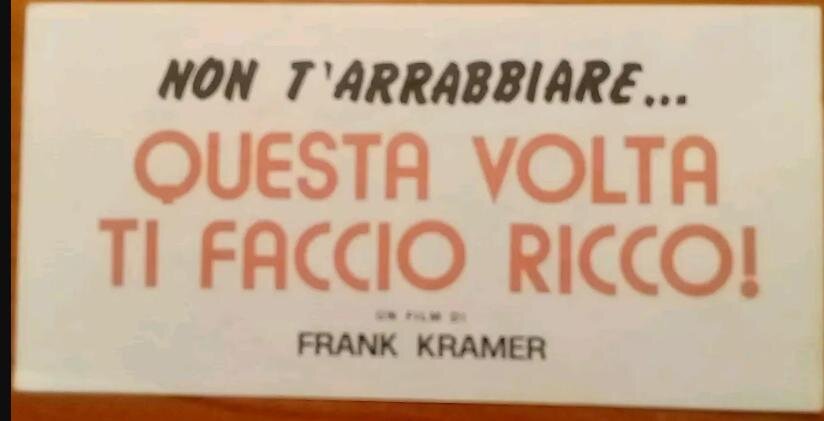 NON T'ARRABBIARE...
QUESTA VOLTA
TI FACCIO RICCO!
UN FILM DI
FRANK KRAMER